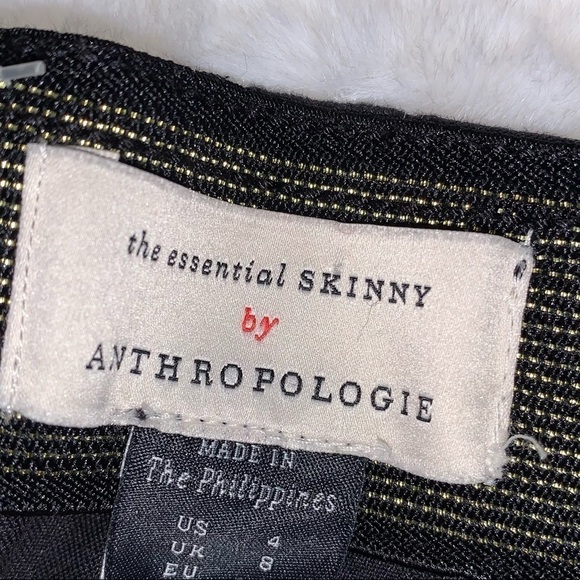 the essential SKINNY
by
ANTHROPOLOGIE
MADE IN
The Philippines
US 4
UK 8
EU